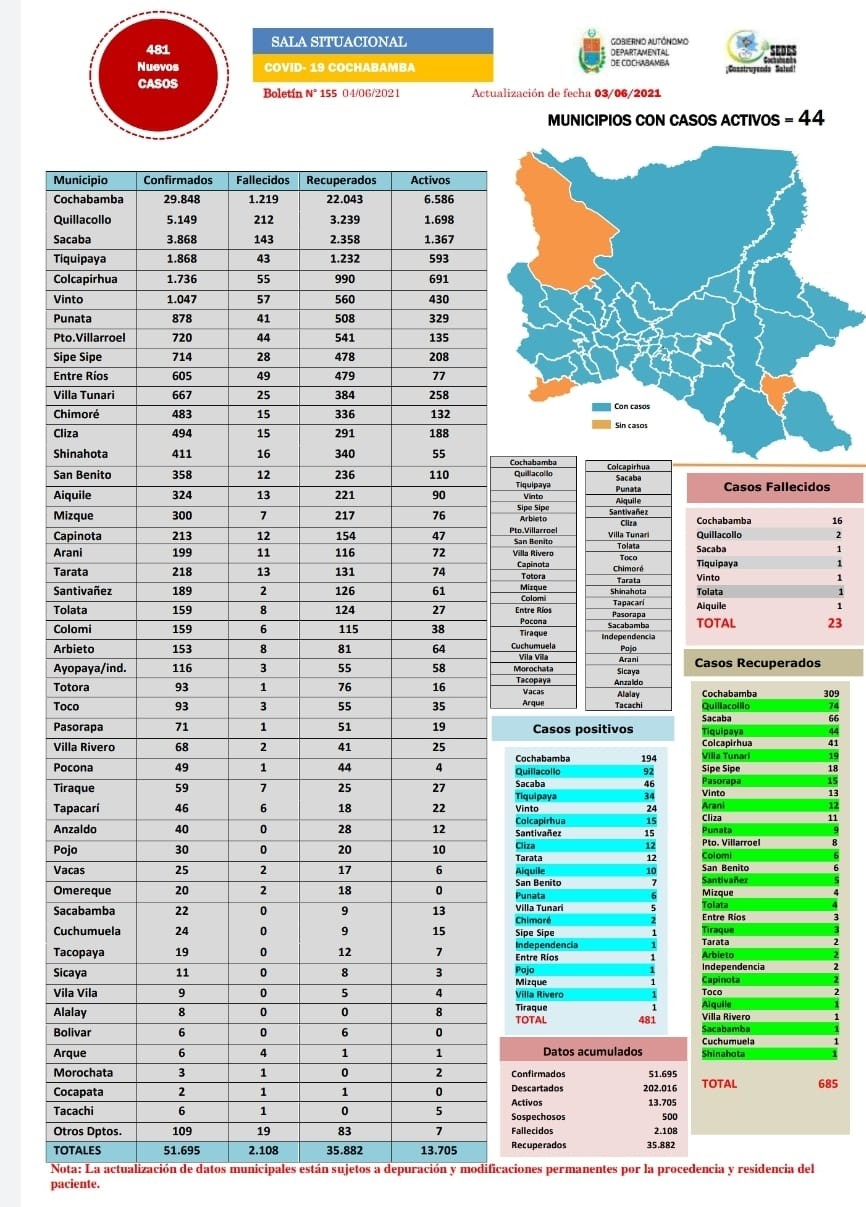 481
Nuevos
CASOS
SALA SITUACIONAL
COVID- 19 COCHABAMBA
Boletín N° 155 04/06/2021
Actualización de fecha 03/06/2021
GOBIERNO AUTÓNOMO
DEPARTAMENTAL
DE COCHABAMBA
SEDES
Cochabamba
¡Construyendo Salud!
MUNICIPIOS CON CASOS ACTIVOS = 44
Municipio Confirmados Fallecidos Recuperados Activos
Cochabamba 29.848 1.219 22.043 6.586
Quillacollo 5.149 212 3.239 1.698
Sacaba 3.868 143 2.358 1.367
Tiquipaya 1.868 43 1.232 593
Colcapirhua 1.736 55 990 691
Vinto 1.047 57 560 430
Punata 878 41 508 329
Pto.Villarroel 720 44 541 135
Sipe Sipe 714 28 478 208
Entre Ríos 605 49 479 77
Villa Tunari 667 25 384 258
Chimoré 483 15 336 132
Cliza 494 15 291 188
Shinahota 411 16 340 55
San Benito 358 12 236 110
Aiquile 324 13 221 90
Mizque 300 7 217 76
Capinota 213 12 154 47
Arani 199 11 116 72
Tarata 218 13 131 74
Santivañez 189 2 126 61
Tolata 159 8 124 27
Colomi 159 6 115 38
Arbieto 153 8 81 64
Ayopaya/ind. 116 3 55 58
Totora 93 1 76 16
Toco 93 3 55 35
Pasorapa 71 1 51 19
Villa Rivero 68 2 41 25
Pocona 49 1 44 4
Tiraque 59 7 25 27
Tapacarí 46 6 18 22
Anzaldo 40 0 28 12
Pojo 30 0 20 10
Vacas 25 2 17 6
Omereque 20 2 18 0
Sacabamba 22 0 9 13
Cuchumuela 24 0 9 15
Tacopaya 19 0 12 7
Sicaya 11 0 8 3
Vila Vila 9 0 5 4
Alalay 8 0 0 8
Bolivar 6 0 6 0
Arque 6 4 1 1
Morochata 3 1 0 2
Cocapata 2 1 1 0
Tacachi 6 1 0 5
Otros Dptos. 109 19 83 7
TOTALES 51.695 2.108 35.882 13.705
Con casos
Sin casos
Cochabamba
Quillacollo
Tiquipaya
Vinto
Sipe Sipe
Arbieto
Pto.Villarroel
San Benito
Villa Rivero
Capinota
Totora
Mizque
Colomi
Entre Ríos
Pocona
Tiraque
Cuchumuela
Vila Vila
Morochata
Tacopaya
Vacas
Arque
Colcapirhua
Sacaba
Punata
Aiquile
Santivañez
Cliza
Villa Tunari
Tolata
Toco
Chimoré
Tarata
Shinahota
Tapacarí
Pasorapa
Sacabamba
Independencia
Pojo
Arani
Sicaya
Anzaldo
Alalay
Tacachi
Casos Fallecidos
Cochabamba 16
Quillacollo 2
Sacaba 1
Tiquipaya 1
Vinto 1
Tolata 1
Aiquile 1
TOTAL 23
Casos Recuperados
Cochabamba 309
Quillacolllo 74
Sacaba 66
Tiquipaya 44
Colcapirhua 41
Villa Tunari 19
Sipe Sipe 18
Pasorapa 15
Vinto 13
Arani 12
Cliza 11
Punata 9
Pto. Villarroel 8
Colomi 6
San Benito 6
Santivañez 5
Mizque 4
Tolata 4
Entre Ríos 3
Tiraque 3
Tarata 2
Arbieto 2
Independencia 2
Capinota 2
Toco 2
Aiquile 1
Villa Rivero 1
Sacabamba 1
Cuchumuela 1
Shinahota 1
TOTAL 685
Casos positivos
Cochabamba 194
Quillacollo 92
Sacaba 46
Tiquipaya 34
Vinto 24
Colcapirhua 15
Santivañez 15
Cliza 12
Tarata 12
Aiquile 10
San Benito 7
Punata 6
Villa Tunari 5
Chimoré 2
Sipe Sipe 1
Independencia 1
Entre Ríos 1
Pojo 1
Mizque 1
Villa Rivero 1
Tiraque 1
TOTAL 481
Datos acumulados
Confirmados 51.695
Descartados 202.016
Activos 13.705
Sospechosos 500
Fallecidos 2.108
Recuperados 35.882
Nota: La actualización de datos municipales están sujetos a depuración y modificaciones permanentes por la procedencia y residencia del
paciente.